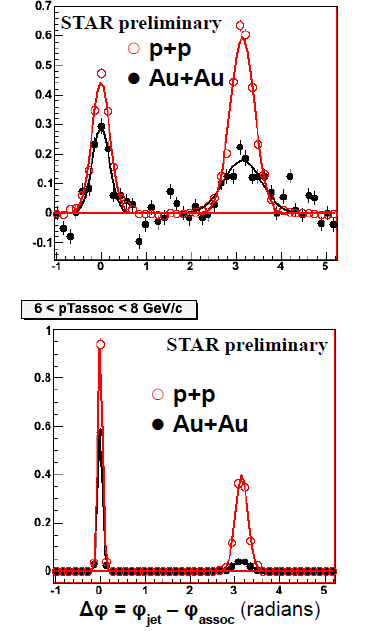 0.7
STAR preliminary
0.6
p+p
0.5
Au+Au
0.4
0.3
0.2
0.1
0
-0.1
-1 0 1 2 3 4 5
6 < pTassoc < 8 GeV/c
1
STAR preliminary
0.8
p+p
0.6
Au+Au
0.4
0.2
0
-1 0 1 2 3 4 5
Δφ = φjet – φassoc (radians)